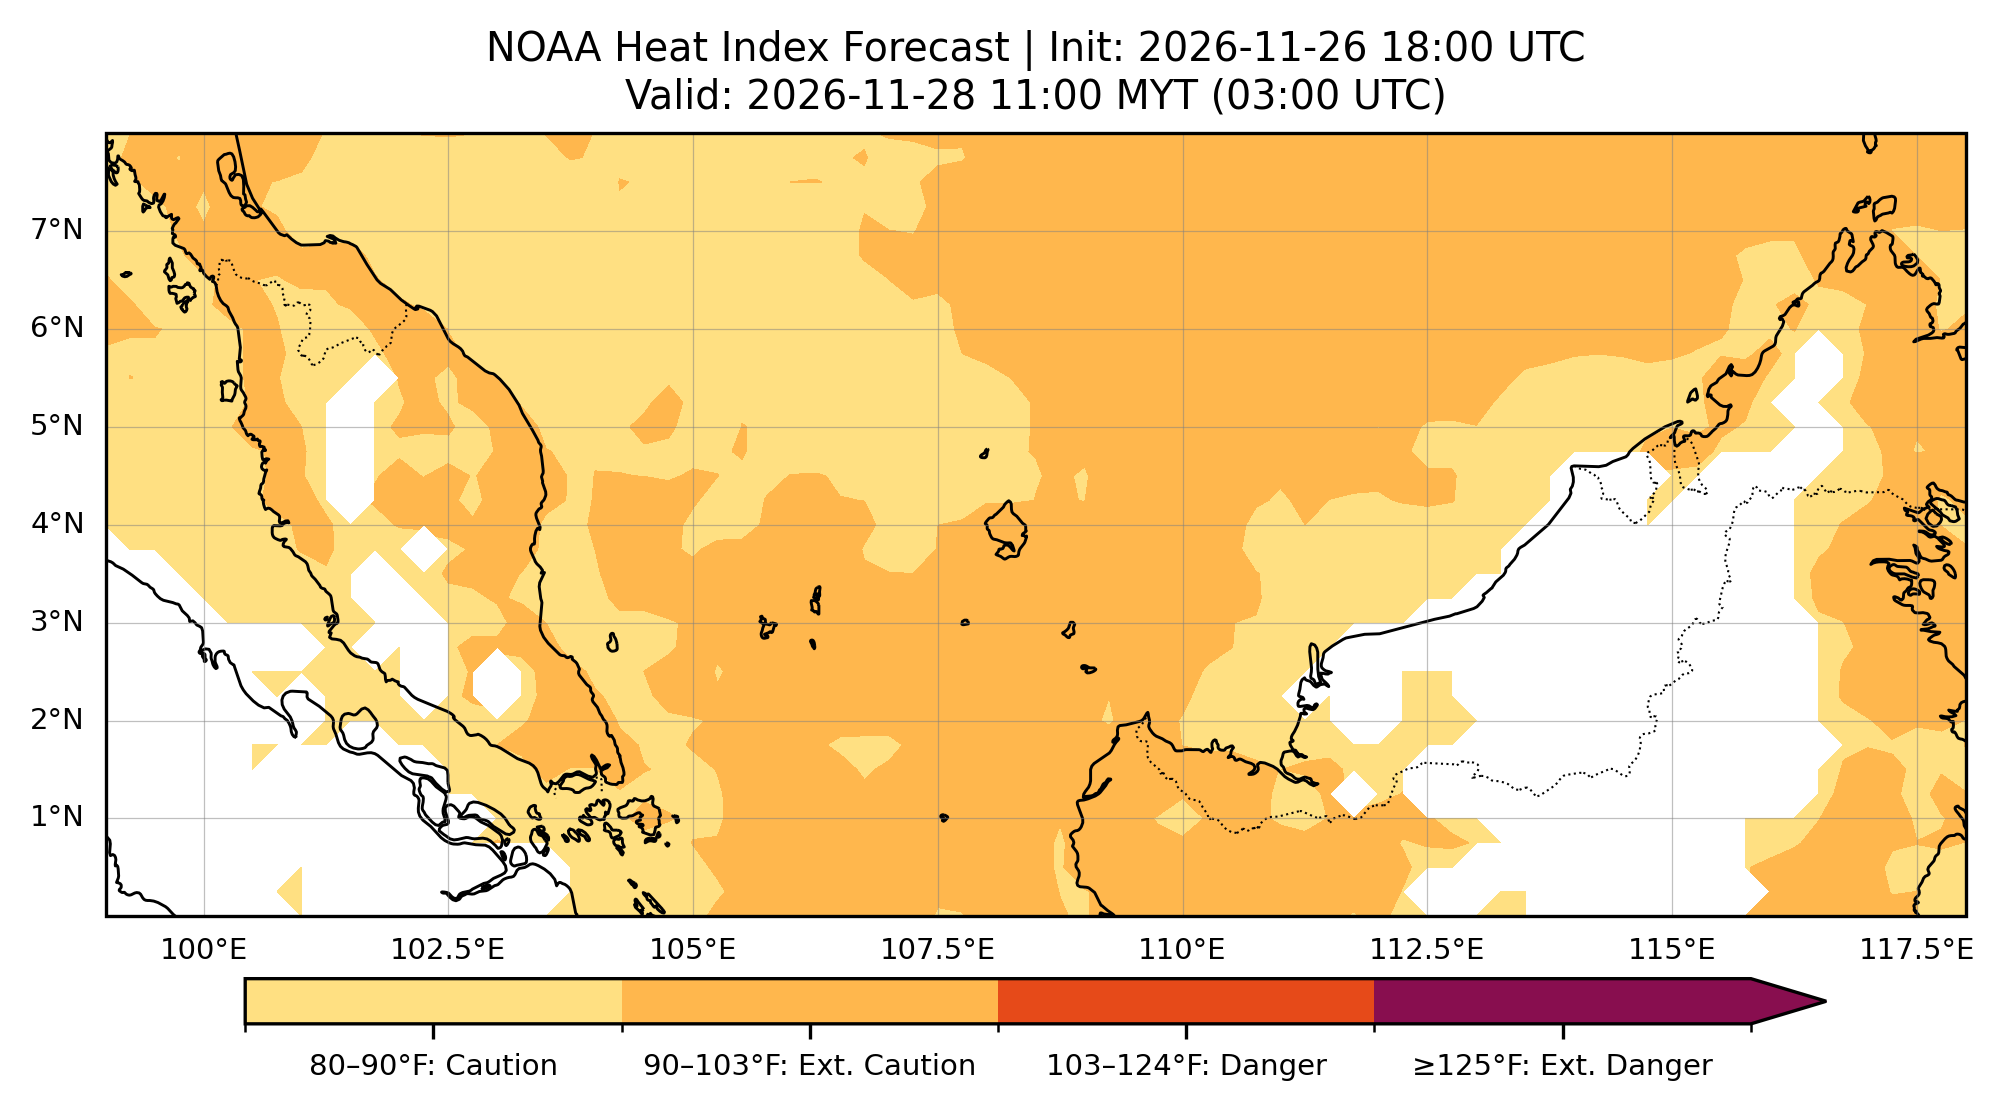 NOAA Heat Index Forecast | Init: 2026-11-26 18:00 UTC
Valid: 2026-11-28 11:00 MYT (03:00 UTC)
7°N
6°N
5°N
4°N
3°N
2°N
1°N
100°E 102.5°E 105°E 107.5°E 110°E 112.5°E 115°E 117.5°E
80–90°F: Caution 90–103°F: Ext. Caution 103–124°F: Danger ≥125°F: Ext. Danger